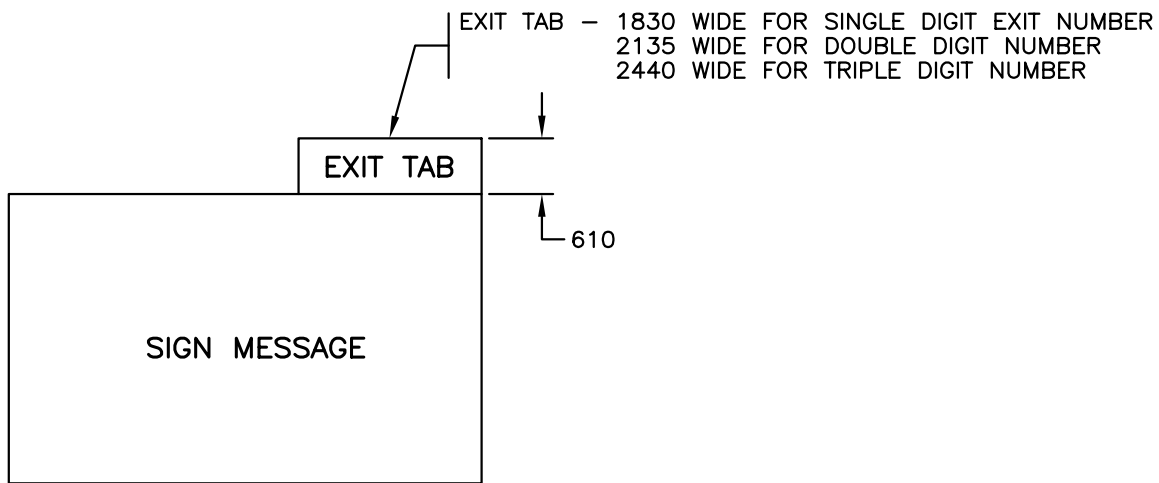 EXIT TAB – 1830 WIDE FOR SINGLE DIGIT EXIT NUMBER
2135 WIDE FOR DOUBLE DIGIT NUMBER
2440 WIDE FOR TRIPLE DIGIT NUMBER
EXIT TAB
610
SIGN MESSAGE